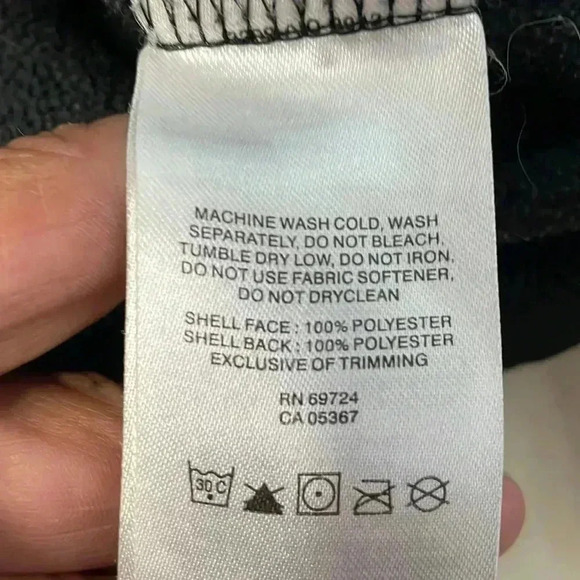 MACHINE WASH COLD, WASH
SEPARATELY, DO NOT BLEACH,
TUMBLE DRY LOW, DO NOT IRON.
DO NOT USE FABRIC SOFTENER,
DO NOT DRYCLEAN
SHELL FACE : 100% POLYESTER
SHELL BACK : 100% POLYESTER
EXCLUSIVE OF TRIMMING
RN 69724
CA 05367
30 C